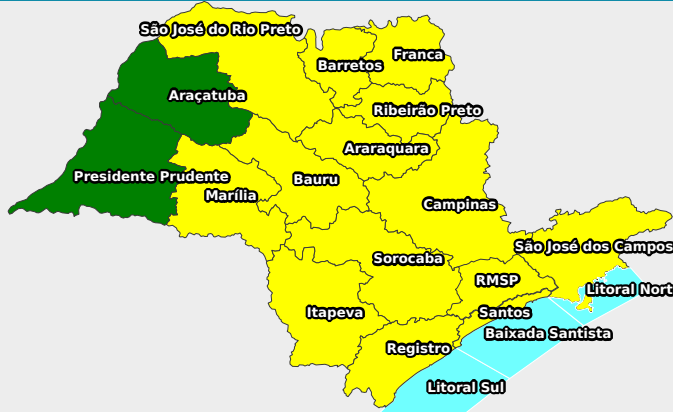 São José do Rio Preto
Franca
Barretos
Araçatuba
Ribeirão Preto
Araraquara
Presidente Prudente
Bauru
Marília
Campinas
São José dos Campos
Sorocaba
RMSP
Litoral Nort
Itapeva
Santos
Baixada Santista
Registro
Litoral Sul